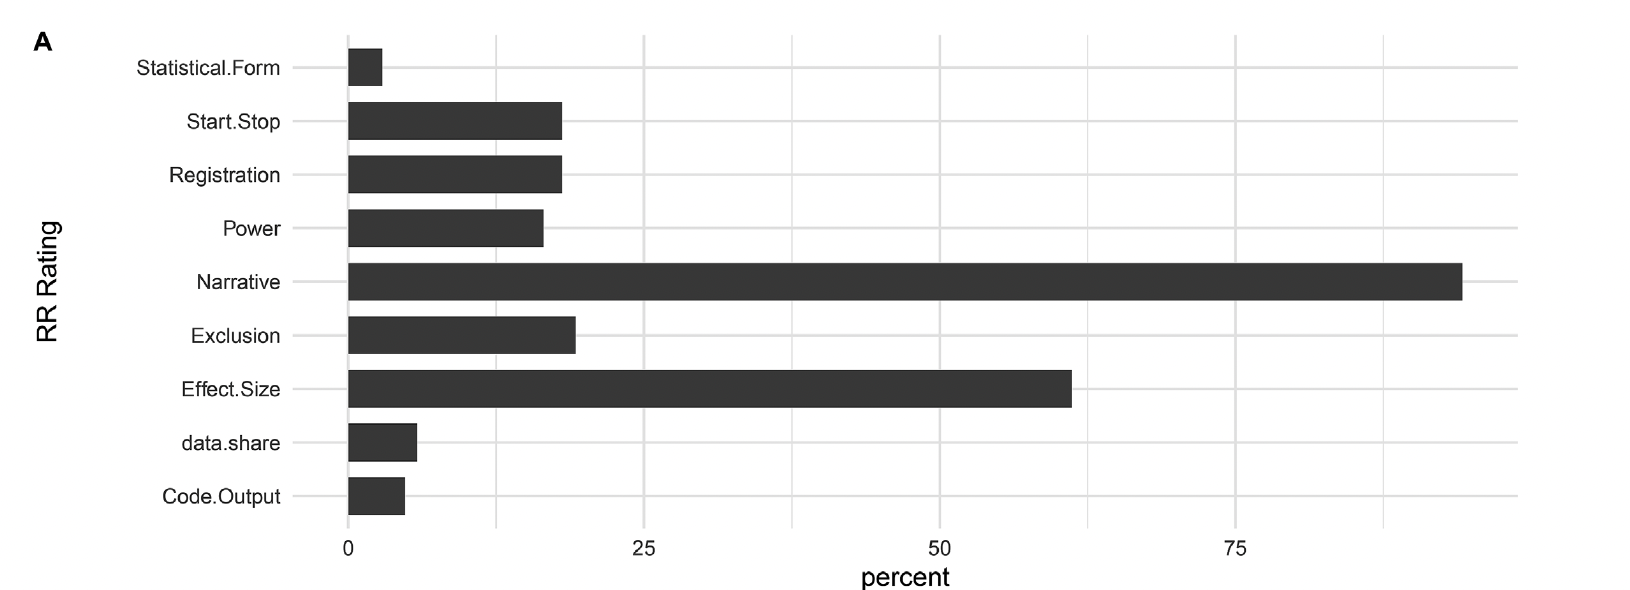 A
Statistical.Form
Start.Stop
Registration
Power
Narrative
Exclusion
Effect.Size
data.share
Code.Output
RR Rating
0 25 50 75
percent